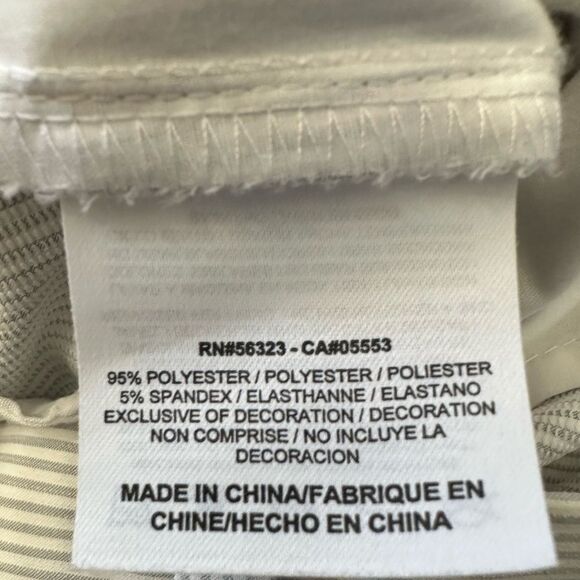 RN#56323 - CA#05553
95% POLYESTER / POLYESTER / POLIESTER
5% SPANDEX / ELASTHANNE / ELASTANO
EXCLUSIVE OF DECORATION / DECORATION
NON COMPRISE / NO INCLUYE LA
DECORACION
MADE IN CHINA/FABRIQUE EN
CHINE/HECHO EN CHINA